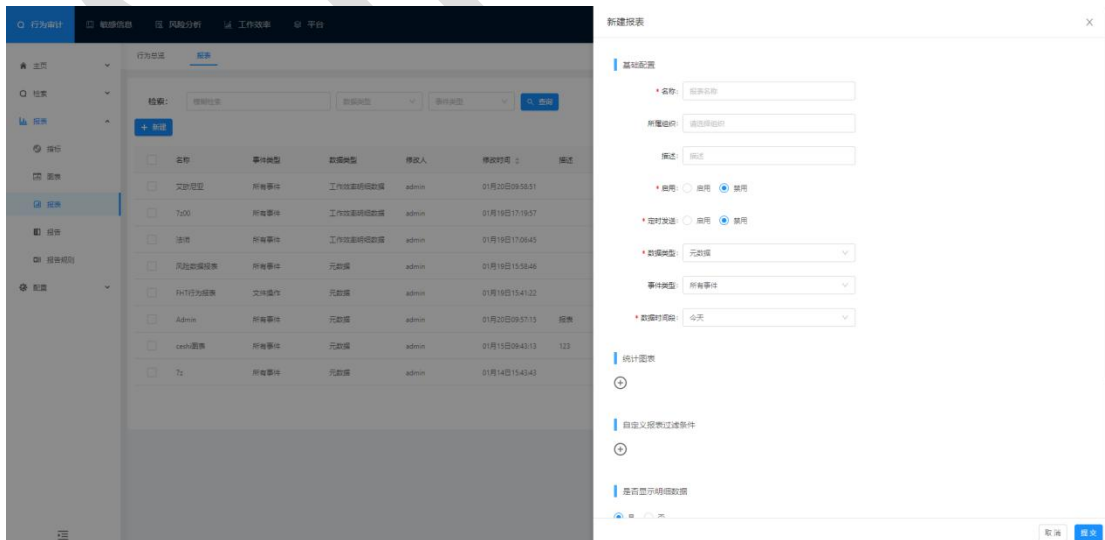 行为审计 敏感信息 风险分析 工作效率 平台
主页
检索
报表
指标
图表
报表
报告
报告规则
配置
行为总览 报表
检索: 模糊检索 数据类型 事件类型 查询
+ 新建
名称 事件类型 数据类型 修改人 修改时间 描述
艾欧尼亚 所有事件 工作效率明细数据 admin 01月20日09:58:31
7z00 所有事件 工作效率明细数据 admin 01月19日17:19:57
所有事件 工作效率明细数据 admin 01月19日17:06:45
风险数据报表 所有事件 元数据 admin 01月19日15:58:46
FHTI行为报表 文件操作 元数据 admin 01月19日15:41:22
Admin 所有事件 元数据 admin 01月20日09:57:15 报表
ceshi图表 所有事件 元数据 admin 01月15日09:43:13 123
7z 所有事件 元数据 admin 01月14日15:43:43
新建报表
基础配置
* 名称: 报表名称
所属组织: 请选择组织
描述: 描述
* 启用: 启用 禁用
* 定时发送: 启用 禁用
* 数据类型: 元数据
事件类型: 所有事件
* 数据时间段: 今天
统计图表
自定义报表过滤条件
是否显示明细数据
是 否
取消 提交